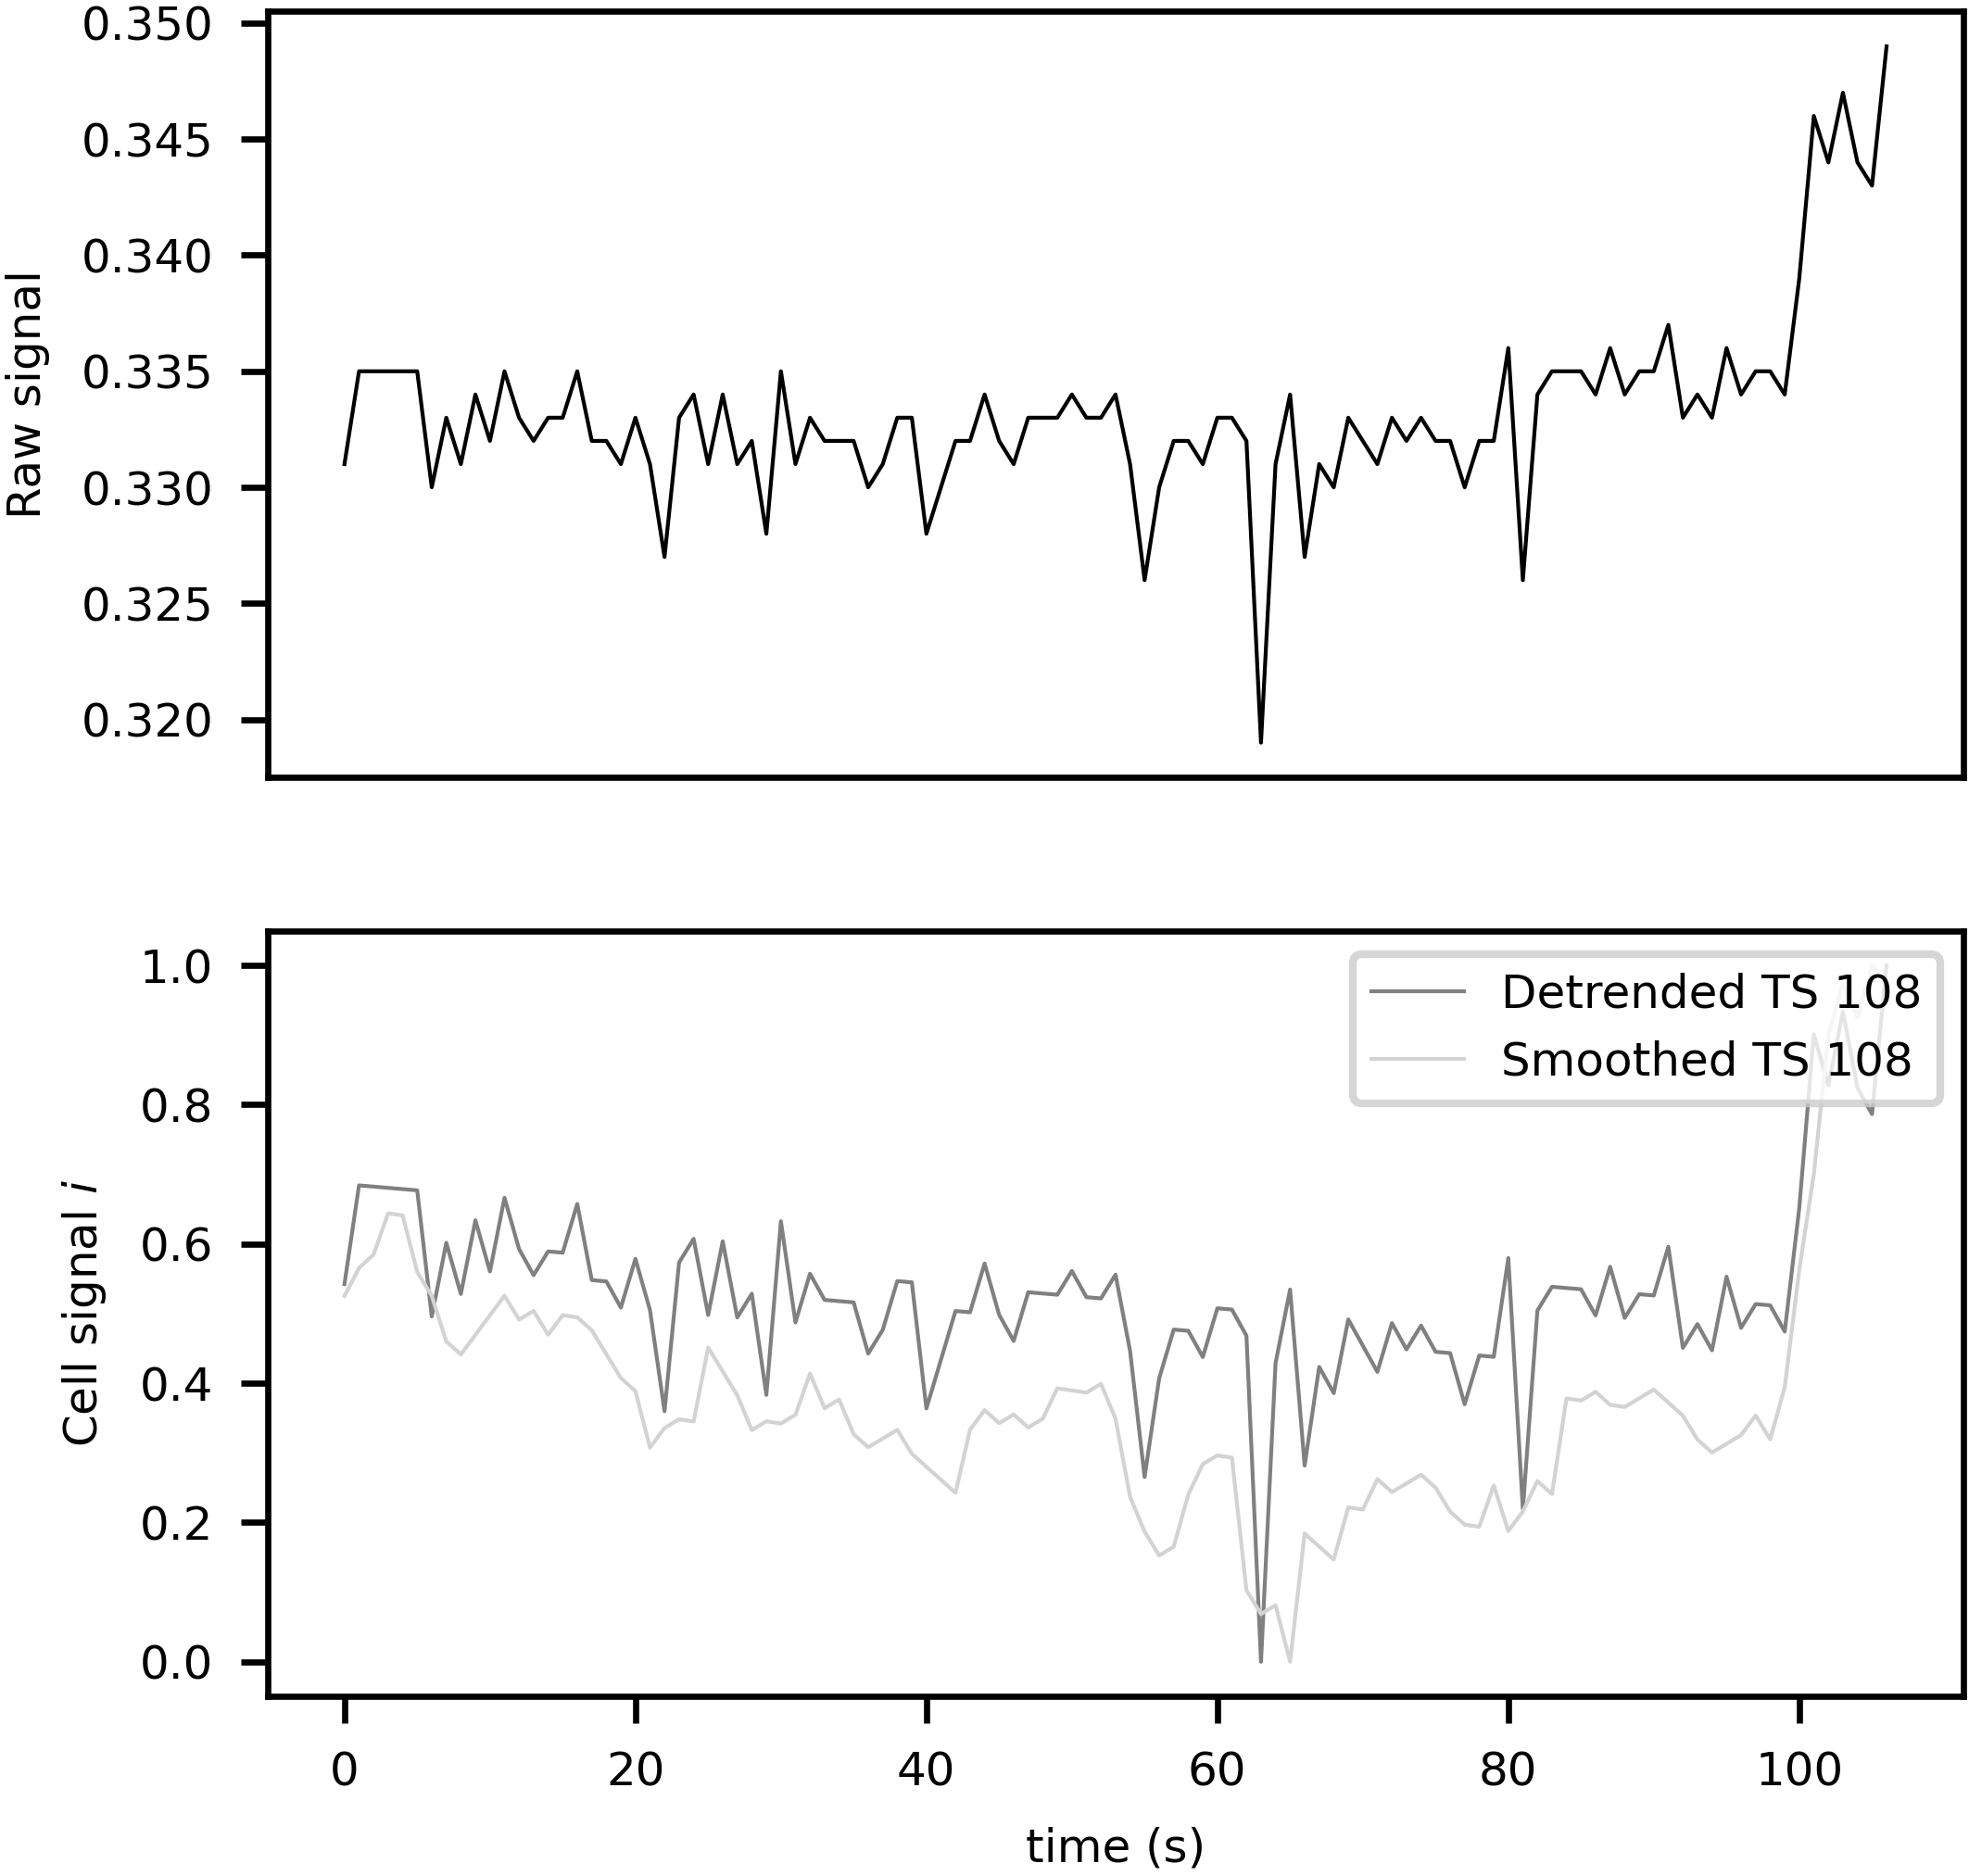 0.350
0.345
0.340
0.335
0.330
0.325
0.320
Raw signal
1.0
0.8
0.6
0.4
0.2
0.0
Cell signal i
Detrended TS 108
Smoothed TS 108
0 20 40 60 80 100
time (s)